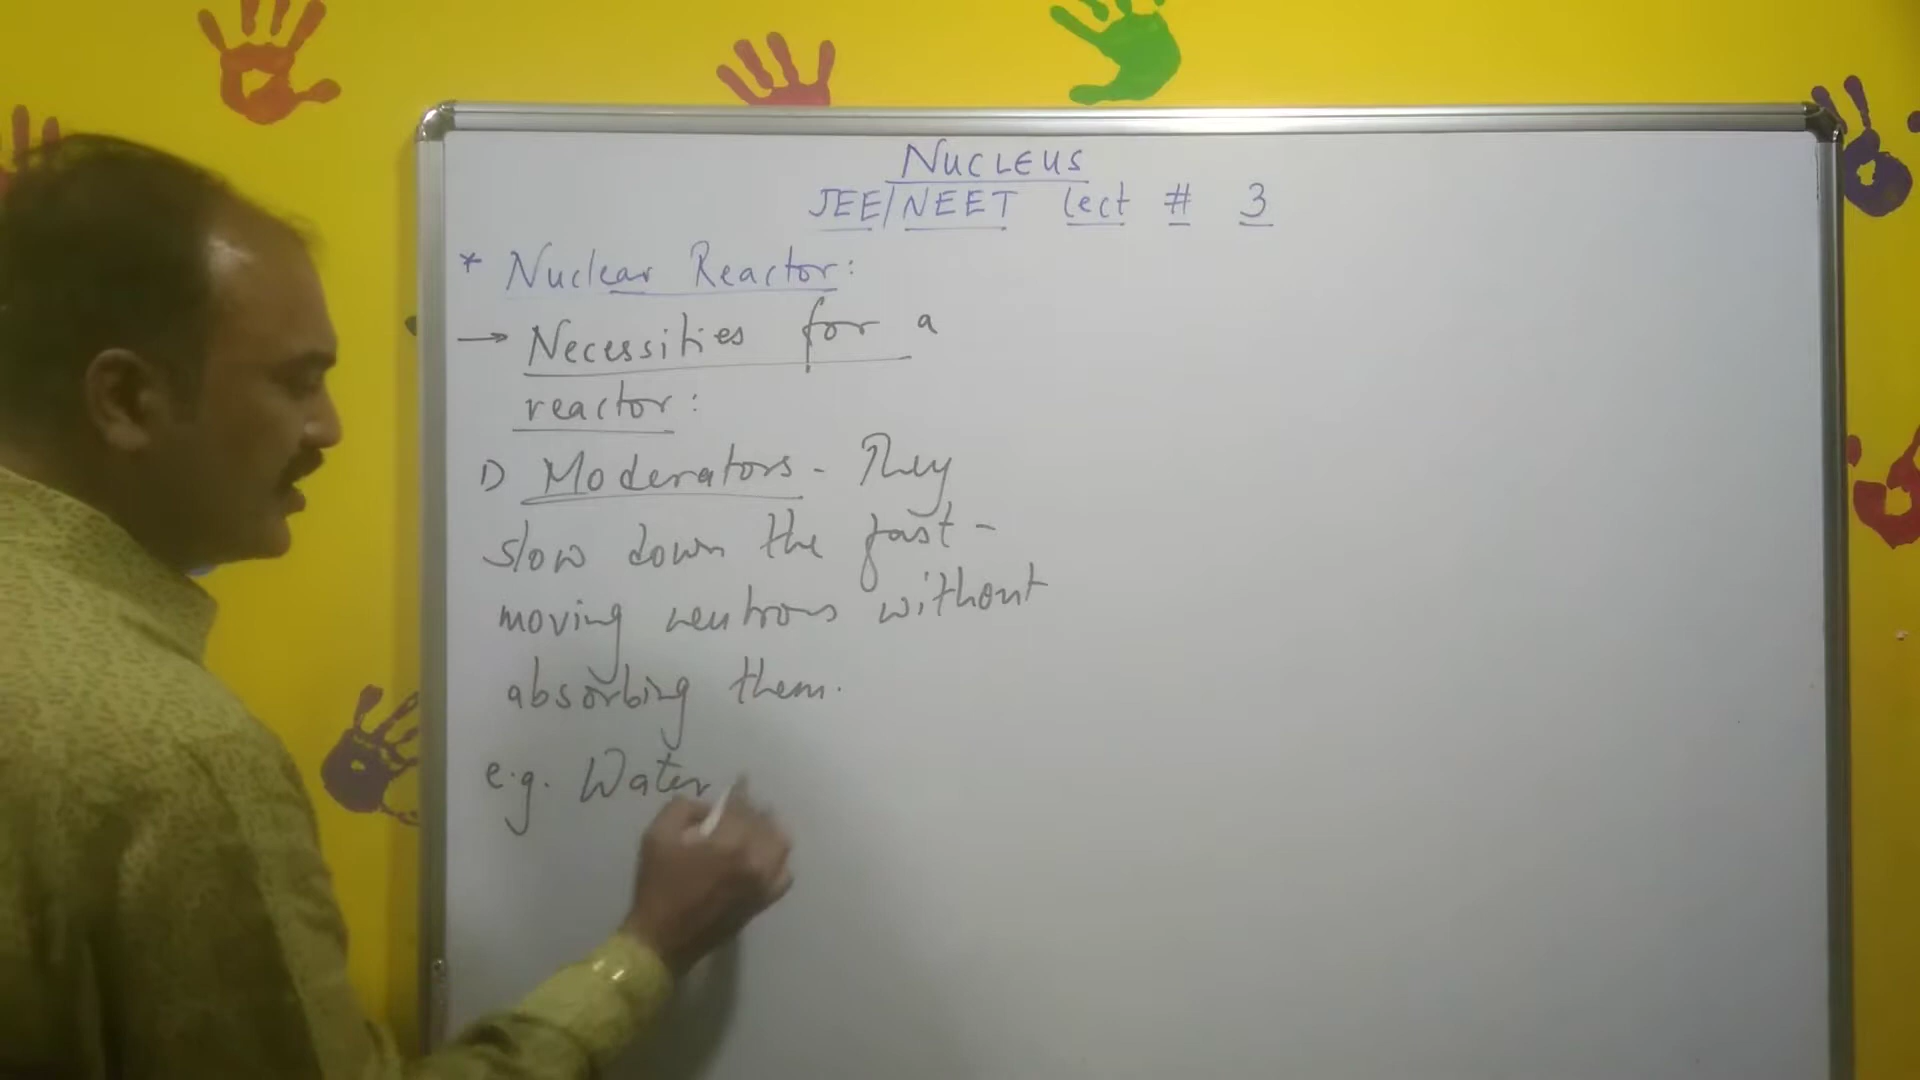 NUCLEUS
JEE/NEET Lect # 3
* Nuclear Reactor:
→ Necessities for a
reactor:
1) Moderators - They
slow down the fast-
moving neutrons without
absorbing them.
e.g. Water